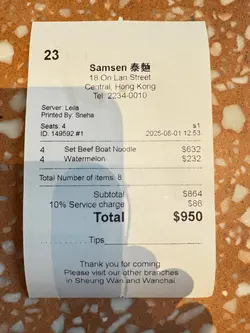 23
Samsen 泰麵
18 On Lan Street
Central, Hong Kong
Tel: 2234-0010
Server: Leila
Printed By: Sneha
Seats: 4 s1
ID: 149592 #1 2025-06-01 12:53
4 Set Beef Boat Noodle $632
4 Watermelon $232
Total Number of Items: 8
Subtotal $864
10% Service charge $86
Total $950
Tips
Thank you for coming
Please visit our other branches
in Sheung Wan and Wanchai